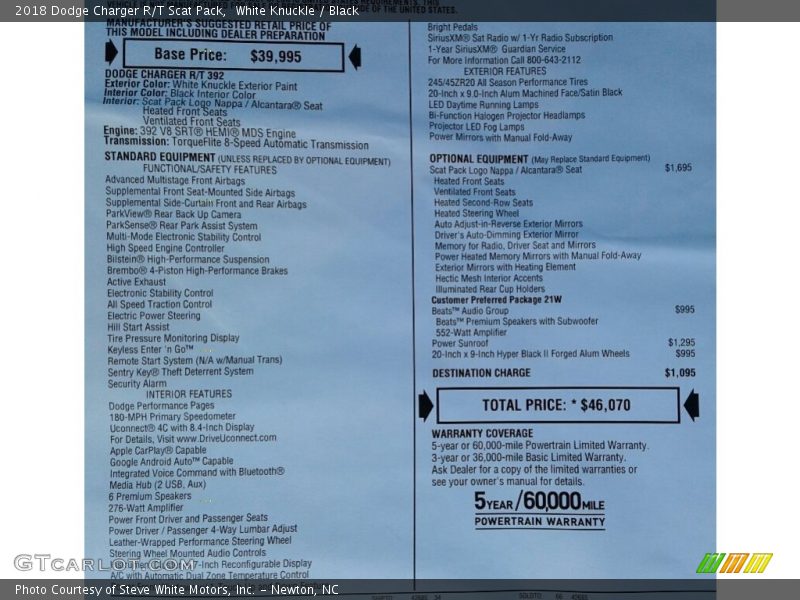 2018 Dodge Charger R/T Scat Pack, White Knuckle / Black
OF THE UNITED STATES.
MANUFACTURER'S SUGGESTED RETAIL PRICE OF
THIS MODEL INCLUDING DEALER PREPARATION
Base Price: $39,995
DODGE CHARGER R/T 392
Exterior Color: White Knuckle Exterior Paint
Interior Color: Black Interior Color
Interior: Scat Pack Logo Nappa / Alcantara® Seat
Heated Front Seats
Ventilated Front Seats
Engine: 392 V8 SRT® HEMI® MDS Engine
Transmission: TorqueFlite 8-Speed Automatic Transmission
STANDARD EQUIPMENT (UNLESS REPLACED BY OPTIONAL EQUIPMENT)
FUNCTIONAL/SAFETY FEATURES
Advanced Multistage Front Airbags
Supplemental Front Seat-Mounted Side Airbags
Supplemental Side-Curtain Front and Rear Airbags
ParkView® Rear Back Up Camera
ParkSense® Rear Park Assist System
Multi-Mode Electronic Stability Control
High Speed Engine Controller
Bilstein® High-Performance Suspension
Brembo® 4-Piston High-Performance Brakes
Active Exhaust
Electronic Stability Control
All Speed Traction Control
Electric Power Steering
Hill Start Assist
Tire Pressure Monitoring Display
Keyless Enter 'n Go™
Remote Start System (N/A w/Manual Trans)
Sentry Key® Theft Deterrent System
Security Alarm
INTERIOR FEATURES
Dodge Performance Pages
180-MPH Primary Speedometer
Uconnect® 4C with 8.4-Inch Display
For Details, Visit www.DriveUconnect.com
Apple CarPlay® Capable
Google Android Auto™ Capable
Integrated Voice Command with Bluetooth®
Media Hub (2 USB, Aux)
6 Premium Speakers
276-Watt Amplifier
Power Front Driver and Passenger Seats
Power Driver / Passenger 4-Way Lumbar Adjust
Leather-Wrapped Performance Steering Wheel
Steering Wheel Mounted Audio Controls
7-Inch Reconfigurable Display
A/C with Automatic Dual Zone Temperature Control
Bright Pedals
SiriusXM® Sat Radio w/ 1-Yr Radio Subscription
1-Year SiriusXM® Guardian Service
For More Information Call 800-643-2112
EXTERIOR FEATURES
245/45ZR20 All Season Performance Tires
20-Inch x 9.0-Inch Alum Machined Face/Satin Black
LED Daytime Running Lamps
Bi-Function Halogen Projector Headlamps
Projector LED Fog Lamps
Power Mirrors with Manual Fold-Away
OPTIONAL EQUIPMENT (May Replace Standard Equipment)
Scat Pack Logo Nappa / Alcantara® Seat $1,695
Heated Front Seats
Ventilated Front Seats
Heated Second-Row Seats
Heated Steering Wheel
Auto Adjust-in-Reverse Exterior Mirrors
Driver's Auto-Dimming Exterior Mirror
Memory for Radio, Driver Seat and Mirrors
Power Heated Memory Mirrors with Manual Fold-Away
Exterior Mirrors with Heating Element
Hectic Mesh Interior Accents
Illuminated Rear Cup Holders
Customer Preferred Package 21W
Beats™ Audio Group $995
Beats™ Premium Speakers with Subwoofer
552-Watt Amplifier
Power Sunroof $1,295
20-Inch x 9-Inch Hyper Black II Forged Alum Wheels $995
DESTINATION CHARGE $1,095
TOTAL PRICE: * $46,070
WARRANTY COVERAGE
5-year or 60,000-mile Powertrain Limited Warranty.
3-year or 36,000-mile Basic Limited Warranty.
Ask Dealer for a copy of the limited warranties or
see your owner's manual for details.
5YEAR/60,000MILE
POWERTRAIN WARRANTY
GTcarlot.com
Photo Courtesy of Steve White Motors, Inc. – Newton, NC